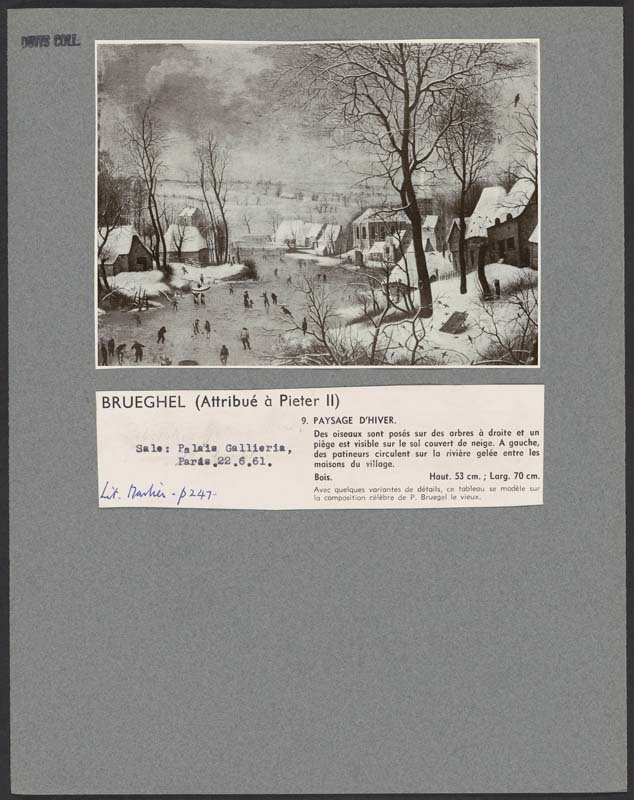 DUITS COLL.
BRUEGHEL (Attribué à Pieter II)
9. PAYSAGE D'HIVER.
Des oiseaux sont posés sur des arbres à droite et un
piège est visible sur le sol couvert de neige. A gauche,
des patineurs circulent sur la rivière gelée entre les
maisons du village.
Bois. Haut. 53 cm. ; Larg. 70 cm.
Avec quelques variantes de détails, ce tableau se modèle sur
la composition célèbre de P. Bruegel le vieux.
Sale: Palais Gallieria,
Paris.22.6.61.
Lit. Marlier - p 247-